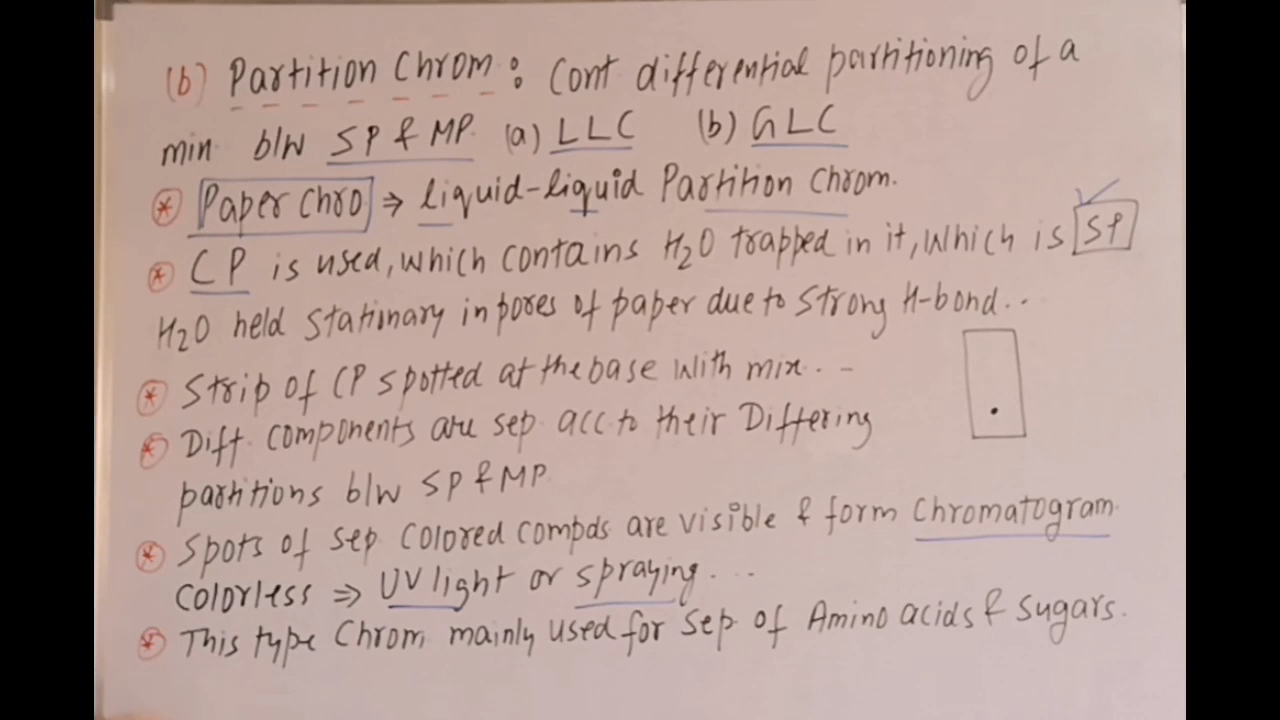 (b) Partition Chrom: Cont differential partitioning of a
min b/w SP & MP (a) LLC (b) GLC
* Paper Chro ⇒ liquid-liquid Partition Chrom.
* CP is used, which contains H2O trapped in it, which is SP
H2O held stationary in pores of paper due to strong H-bond..
* Strip of CP spotted at the base with mix..-
* Diff. components are sep acc to their Differing
partitions b/w SP & MP
* Spots of sep colored compds are visible & form Chromatogram
Colorless ⇒ UV light or spraying...
* This type Chrom mainly used for Sep of Amino acids & sugars.